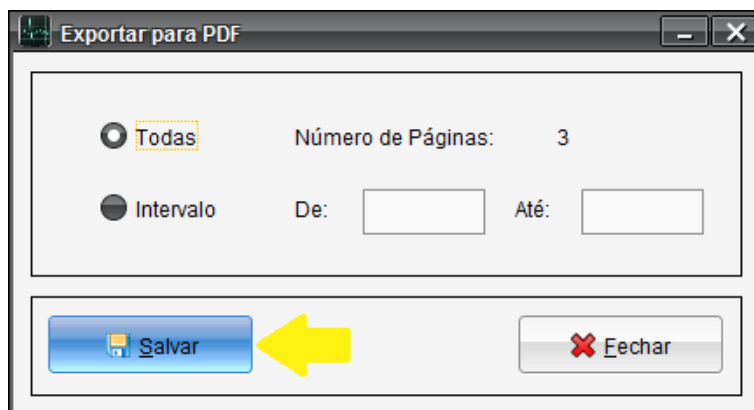 Exportar para PDF
Todas Número de Páginas: 3
Intervalo De: Até:
Salvar Fechar